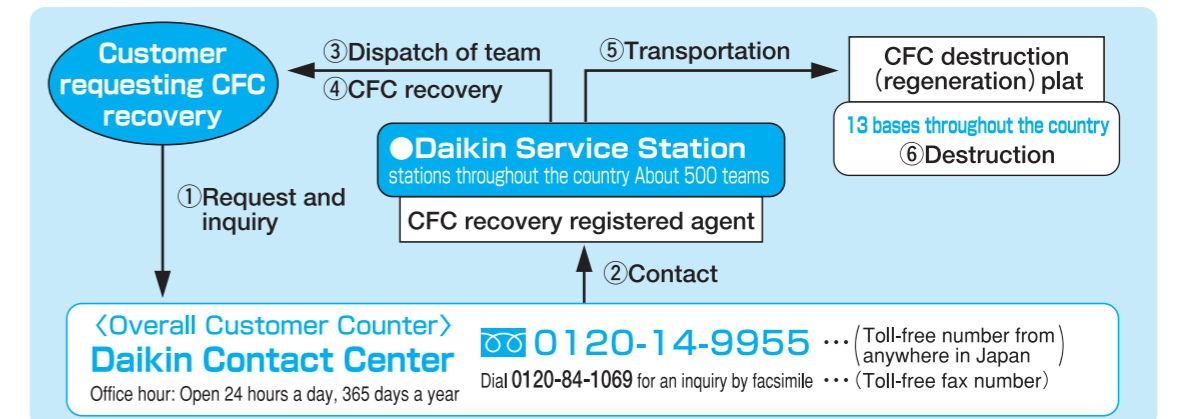 Customer
requesting CFC
recovery
③Dispatch of team
④CFC recovery
⑤Transportation
CFC destruction
(regeneration) plat
13 bases throughout the country
⑥Destruction
●Daikin Service Station
stations throughout the country About 500 teams
CFC recovery registered agent
①Request and
inquiry
②Contact
〈Overall Customer Counter〉
Daikin Contact Center
Office hour: Open 24 hours a day, 365 days a year
0120-14-9955 ･･･(Toll-free number from
anywhere in Japan)
Dial 0120-84-1069 for an inquiry by facsimile ･･･(Toll-free fax number)